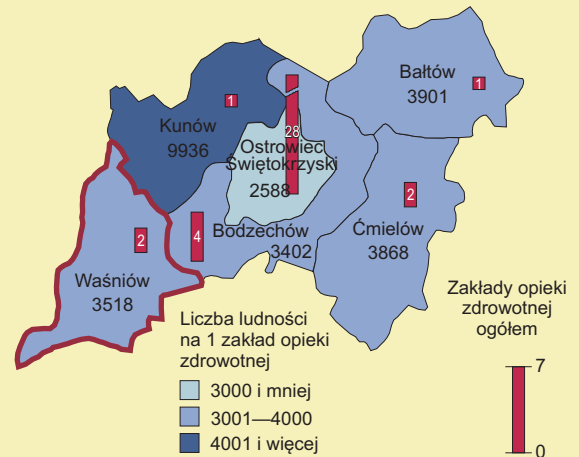 Bałtów
3901
1
1
Kunów
9936
28
Ostrowiec
Świętokrzyski
2588
2
Ćmielów
3868
4
Bodzechów
3402
2
Waśniów
3518
Zakłady opieki
zdrowotnej
ogółem
7
0
Liczba ludności
na 1 zakład opieki
zdrowotnej
3000 i mniej
3001—4000
4001 i więcej